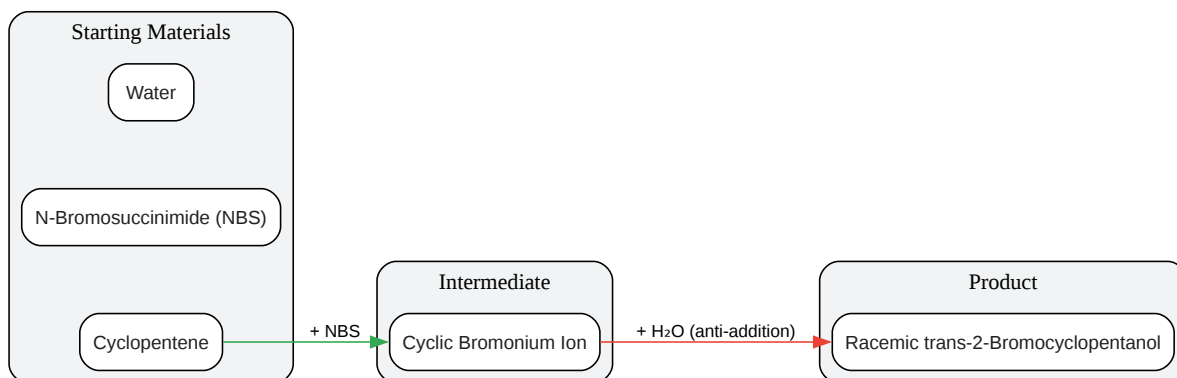 Starting Materials
Water
N-Bromosuccinimide (NBS)
Cyclopentene
+ NBS
Intermediate
Cyclic Bromonium Ion
+ H₂O (anti-addition)
Product
Racemic trans-2-Bromocyclopentanol